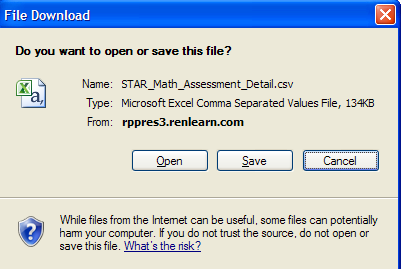 File Download
Do you want to open or save this file?
Name: STAR_Math_Assessment_Detail.csv
Type: Microsoft Excel Comma Separated Values File, 134KB
From: rppres3.renlearn.com
Open Save Cancel
While files from the Internet can be useful, some files can potentially
harm your computer. If you do not trust the source, do not open or
save this file. What's the risk?